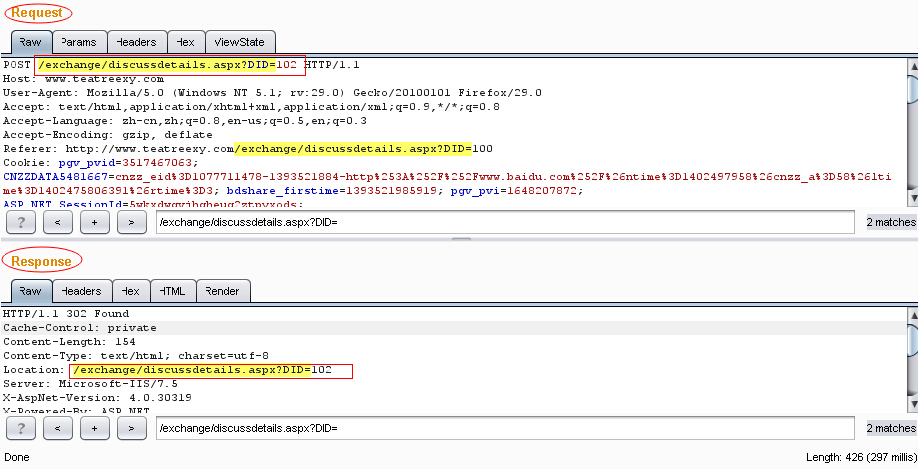 Request
Raw Params Headers Hex ViewState
POST /exchange/discussdetails.aspx?DID=102 HTTP/1.1
Host: www.teatreexy.com
User-Agent: Mozilla/5.0 (Windows NT 5.1; rv:29.0) Gecko/20100101 Firefox/29.0
Accept: text/html,application/xhtml+xml,application/xml;q=0.9,*/*;q=0.8
Accept-Language: zh-cn,zh;q=0.8,en-us;q=0.5,en;q=0.3
Accept-Encoding: gzip, deflate
Referer: http://www.teatreexy.com/exchange/discussdetails.aspx?DID=100
Cookie: pgv_pvid=3517467063;
CNZZDATA5481667=cnzz_eid%3D1077711478-1393521884-http%253A%252F%252Fwww.baidu.com%252F%26ntime%3D1402497958%26cnzz_a%3D58%26lti
me%3D1402475806391%26rtime%3D3; bdshare_firstime=1393521985919; pgv_pvi=1648207872;
ASP.NET_SessionId=
? < + > /exchange/discussdetails.aspx?DID= 2 matches
Response
Raw Headers Hex HTML Render
HTTP/1.1 302 Found
Cache-Control: private
Content-Length: 154
Content-Type: text/html; charset=utf-8
Location: /exchange/discussdetails.aspx?DID=102
Server: Microsoft-IIS/7.5
X-AspNet-Version: 4.0.30319
X-Powered-By: ASP.NET
? < + > /exchange/discussdetails.aspx?DID= 2 matches
Done Length: 426 (297 millis)